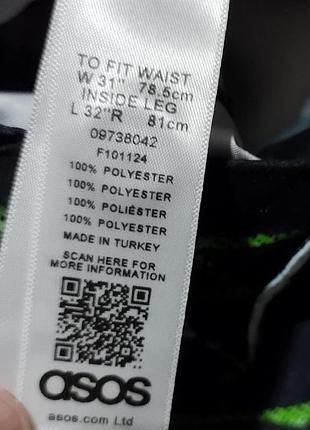 TO FIT WAIST
W 31" 78.5cm
INSIDE LEG
L 32"R 81cm
09738042
F101124
100% POLYESTER
100% POLYESTER
100% POLIÉSTER
100% POLYESTER
MADE IN TURKEY
SCAN HERE FOR
MORE INFORMATION
asos
asos.com Ltd